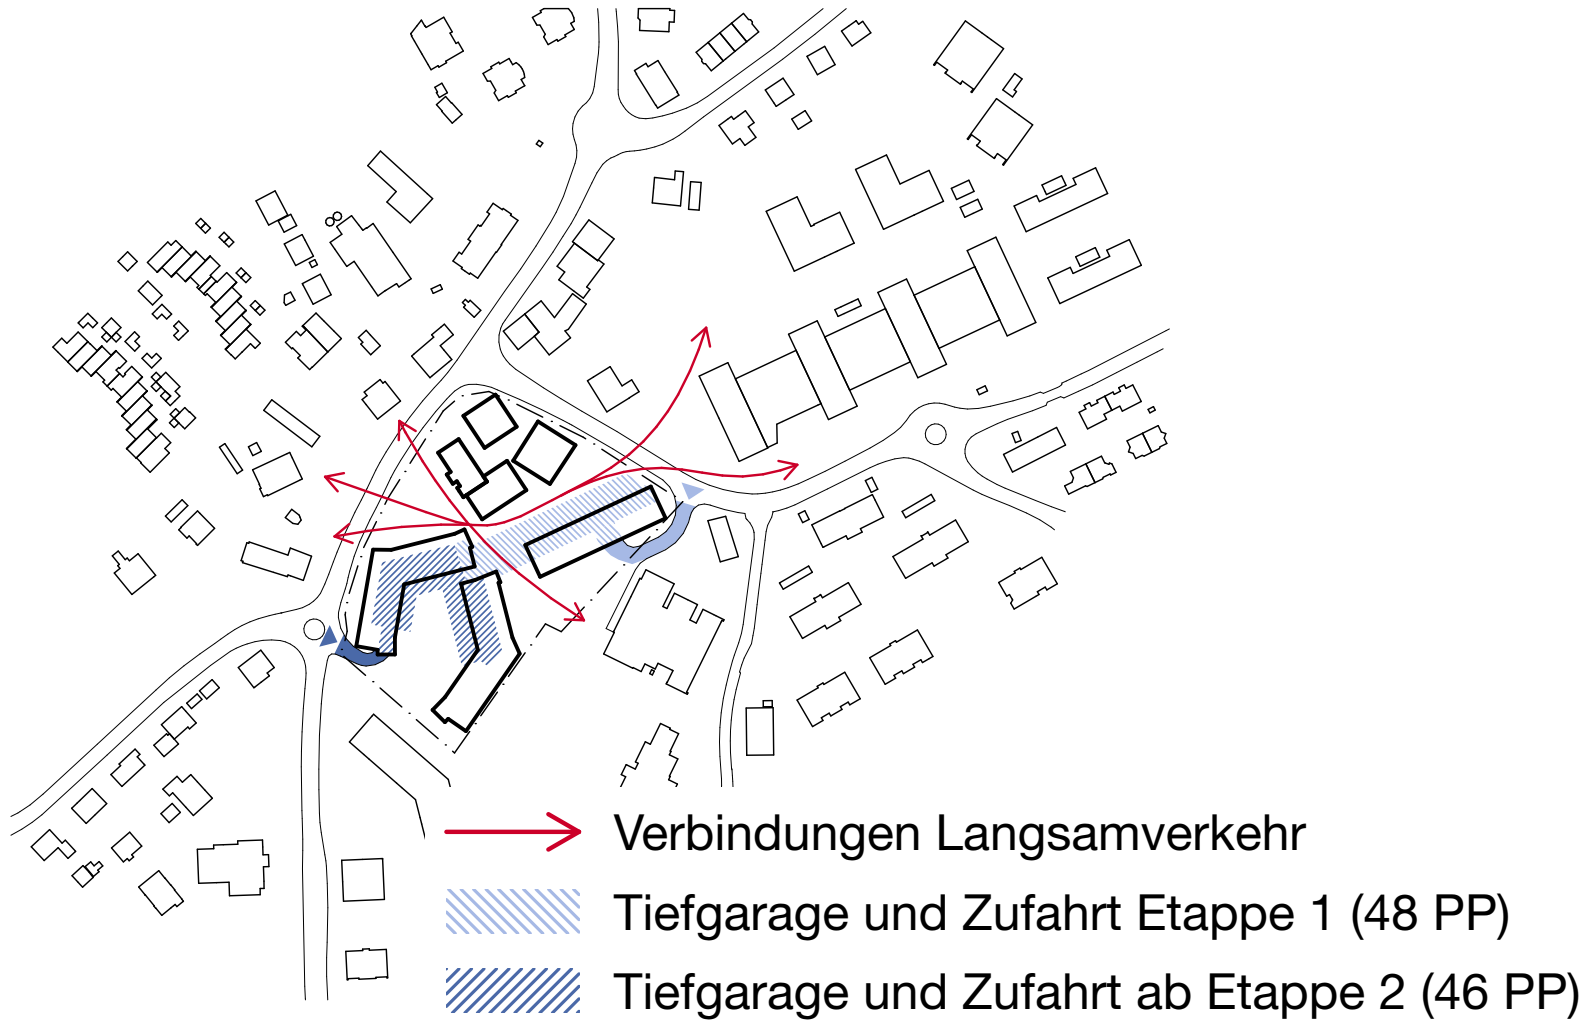 Verbindungen Langsamverkehr
Tiefgarage und Zufahrt Etappe 1 (48 PP)
Tiefgarage und Zufahrt ab Etappe 2 (46 PP)